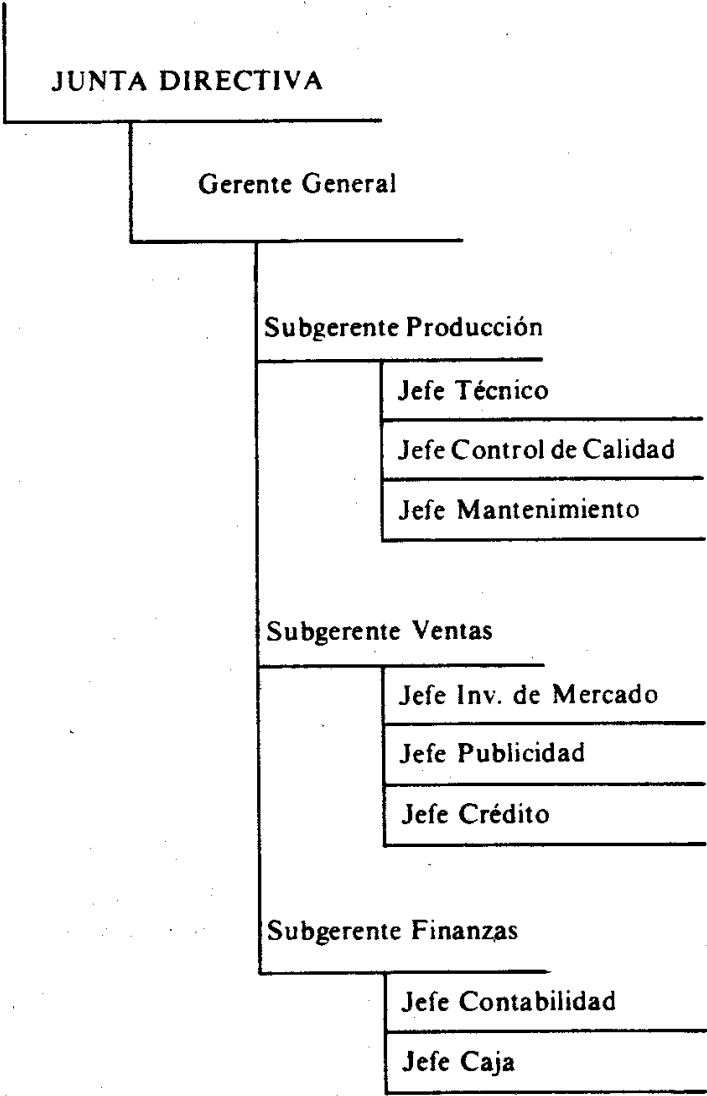 JUNTA DIRECTIVA
Gerente General
Subgerente Producción
Jefe Técnico
Jefe Control de Calidad
Jefe Mantenimiento
Subgerente Ventas
Jefe Inv. de Mercado
Jefe Publicidad
Jefe Crédito
Subgerente Finanzas
Jefe Contabilidad
Jefe Caja